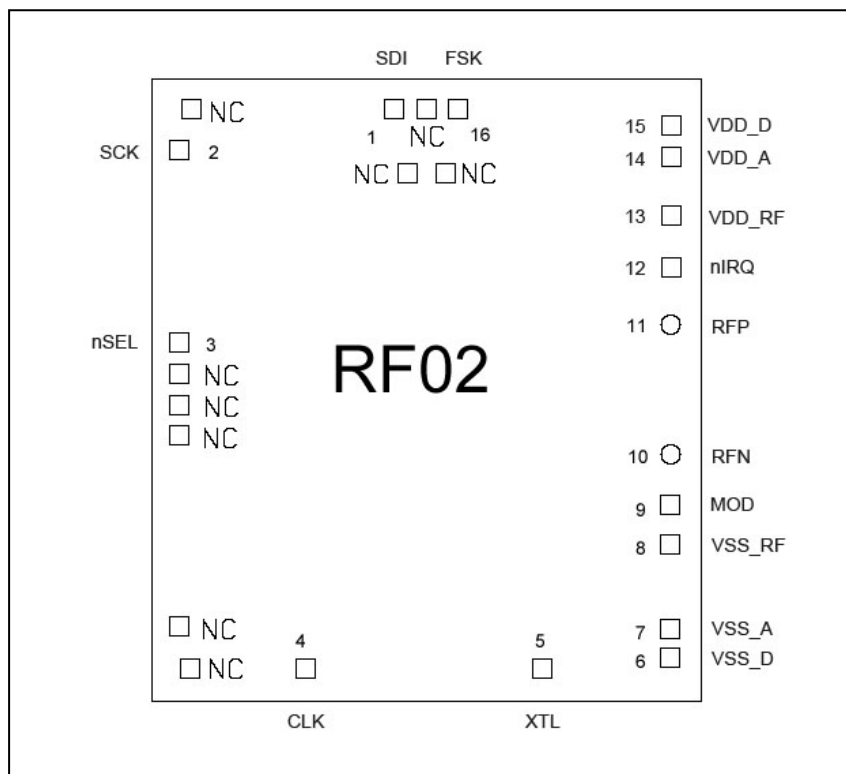 SDI FSK
NC
1 NC 16
15 VDD_D
SCK 2
14 VDD_A
NC NC
13 VDD_RF
12 nIRQ
11 RFP
nSEL 3
RF02
NC
NC
NC
10 RFN
9 MOD
8 VSS_RF
NC
7 VSS_A
4 5
6 VSS_D
NC
CLK XTL